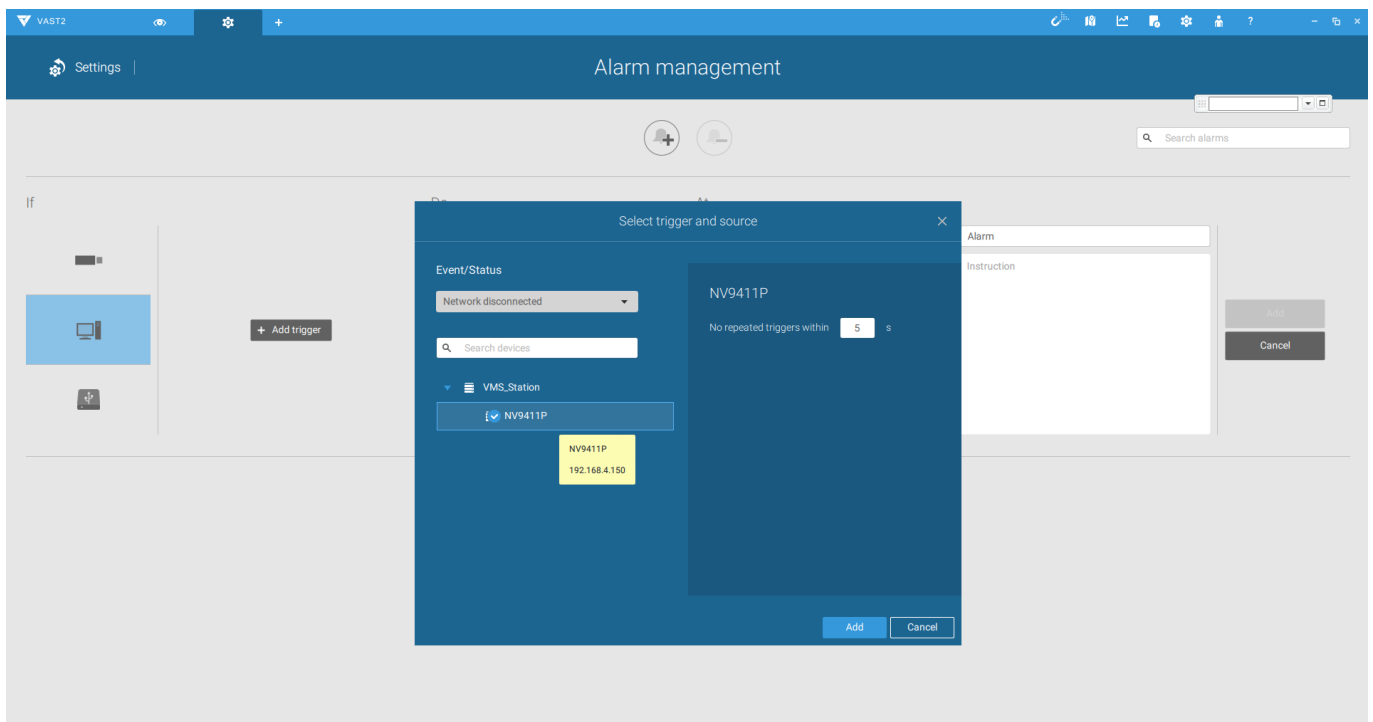 VAST2
?
Settings
Alarm management
Search alarms
If
Do
At
Select trigger and source
Alarm
Instruction
Event/Status
Network disconnected
NV9411P
No repeated triggers within 5 s
+ Add trigger
Search devices
VMS_Station
NV9411P
NV9411P
192.168.4.150
Add
Cancel
Add
Cancel